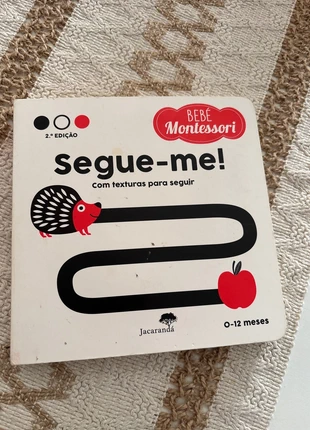 2.ª EDIÇÃO
BEBÉ
Montessori
Segue-me!
Com texturas para seguir
Jacarandá
0-12 meses